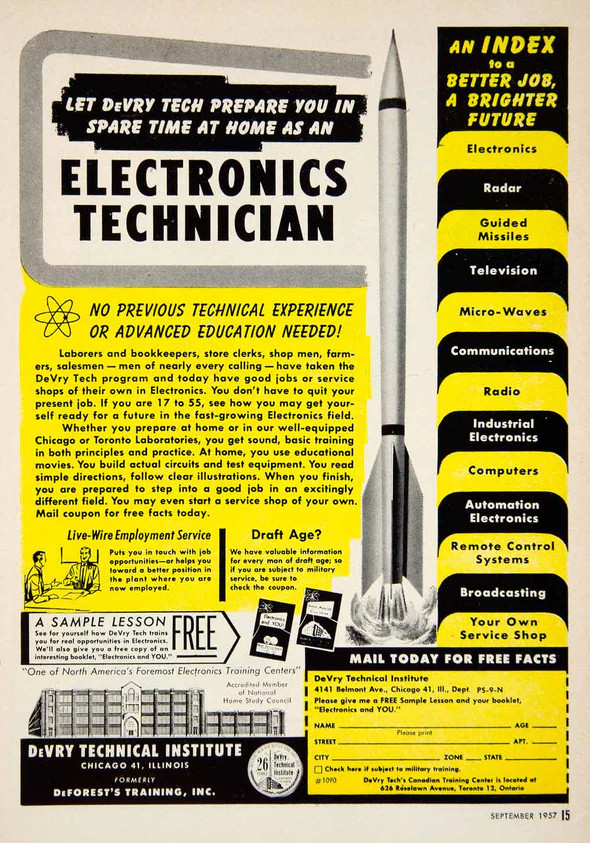 LET DeVRY TECH PREPARE YOU IN
SPARE TIME AT HOME AS AN
ELECTRONICS
TECHNICIAN
NO PREVIOUS TECHNICAL EXPERIENCE
OR ADVANCED EDUCATION NEEDED!
Laborers and bookkeepers, store clerks, shop men, farm-
ers, salesmen — men of nearly every calling — have taken the
DeVry Tech program and today have good jobs or service
shops of their own in Electronics. You don't have to quit your
present job. If you are 17 to 55, see how you may get your-
self ready for a future in the fast-growing Electronics field.
Whether you prepare at home or in our well-equipped
Chicago or Toronto Laboratories, you get sound, basic training
in both principles and practice. At home, you use educational
movies. You build actual circuits and test equipment. You read
simple directions, follow clear illustrations. When you finish,
you are prepared to step into a good job in an excitingly
different field. You may even start a service shop of your own.
Mail coupon for free facts today.
Live-Wire Employment Service
Puts you in touch with job
opportunities—or helps you
toward a better position in
the plant where you are
now employed.
Draft Age?
We have valuable information
for every man of draft age; so
if you are subject to military
service, be sure to
check the coupon.
A SAMPLE LESSON
See for yourself how DeVry Tech trains
you for real opportunities in Electronics.
We'll also give you a free copy of an
interesting booklet, "Electronics and YOU."
FREE
Electronics
and YOU
"One of North America's Foremost Electronics Training Centers"
Accredited Member
of National
Home Study Council
DeVRY TECHNICAL INSTITUTE
CHICAGO 41, ILLINOIS
FORMERLY
DeFOREST'S TRAINING, INC.
26
YEARS
DeVry
Technical
Institute
AN INDEX
to a
BETTER JOB,
A BRIGHTER
FUTURE
Electronics
Radar
Guided
Missiles
Television
Micro-Waves
Communications
Radio
Industrial
Electronics
Computers
Automation
Electronics
Remote Control
Systems
Broadcasting
Your Own
Service Shop
MAIL TODAY FOR FREE FACTS
DeVry Technical Institute
4141 Belmont Ave., Chicago 41, Ill., Dept. PS-9-N
Please give me a FREE Sample Lesson and your booklet,
"Electronics and YOU."
NAME AGE
Please print
STREET APT.
CITY ZONE STATE
Check here if subject to military training.
#1090 DeVry Tech's Canadian Training Center is located at
626 Roselawn Avenue, Toronto 12, Ontario
SEPTEMBER 1957 15